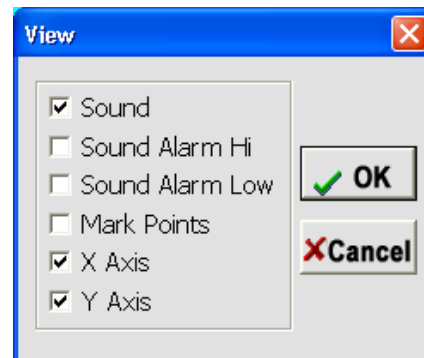 View
Sound
Sound Alarm Hi
Sound Alarm Low
Mark Points
X Axis
Y Axis
OK
Cancel